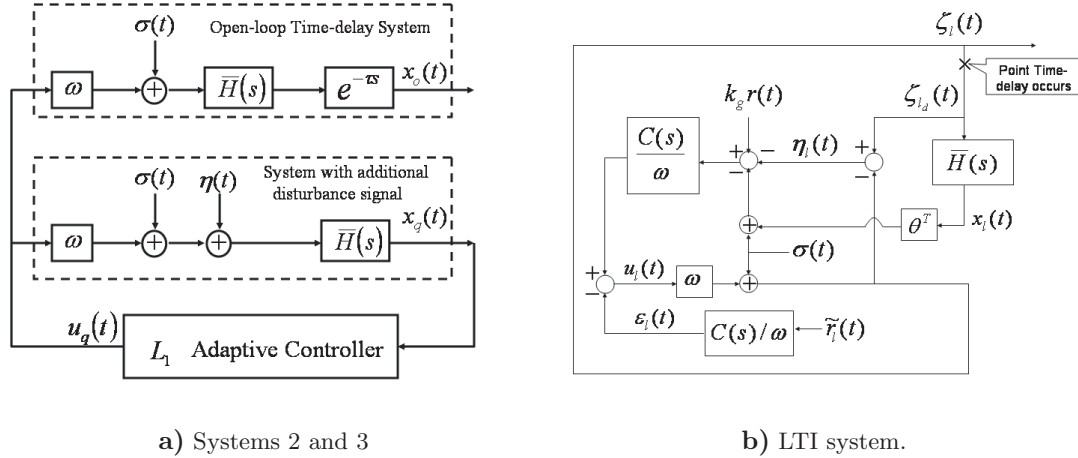 σ(t)
Open-loop Time-delay System
ω
+
H̅(s)
e^{-τs}
x_o(t)
σ(t)
η(t)
System with additional
disturbance signal
ω
+
+
H̅(s)
x_q(t)
u_q(t)
L_1 Adaptive Controller
a) Systems 2 and 3
ζ_l(t)
Point Time-
delay occurs
k_g r(t)
ζ_{l_d}(t)
C(s)/ω
+ − −
η_l(t)
+ −
H̅(s)
+
θ^T
x_l(t)
σ(t)
+ −
u_l(t)
ω
+
ε_l(t)
C(s)/ω
r̃_l(t)
b) LTI system.